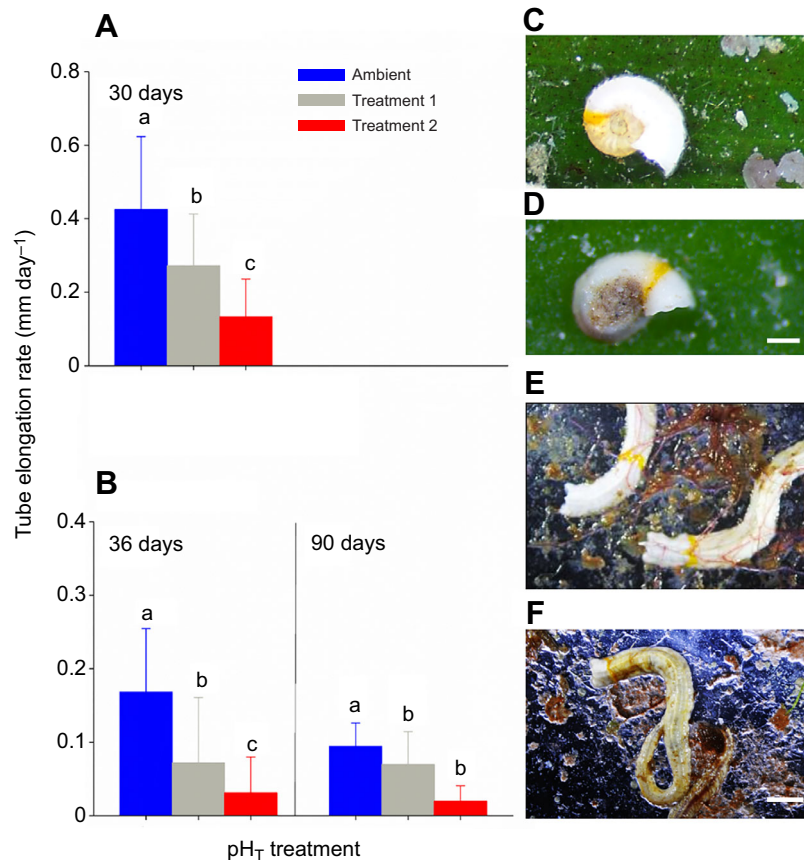 A
0.8
0.6
0.4
0.2
0
30 days
a
b
c
Ambient
Treatment 1
Treatment 2
Tube elongation rate (mm day–1)
B
0.4
0.3
0.2
0.1
0
36 days
a
b
c
90 days
a
b
b
pHT treatment
C
D
E
F